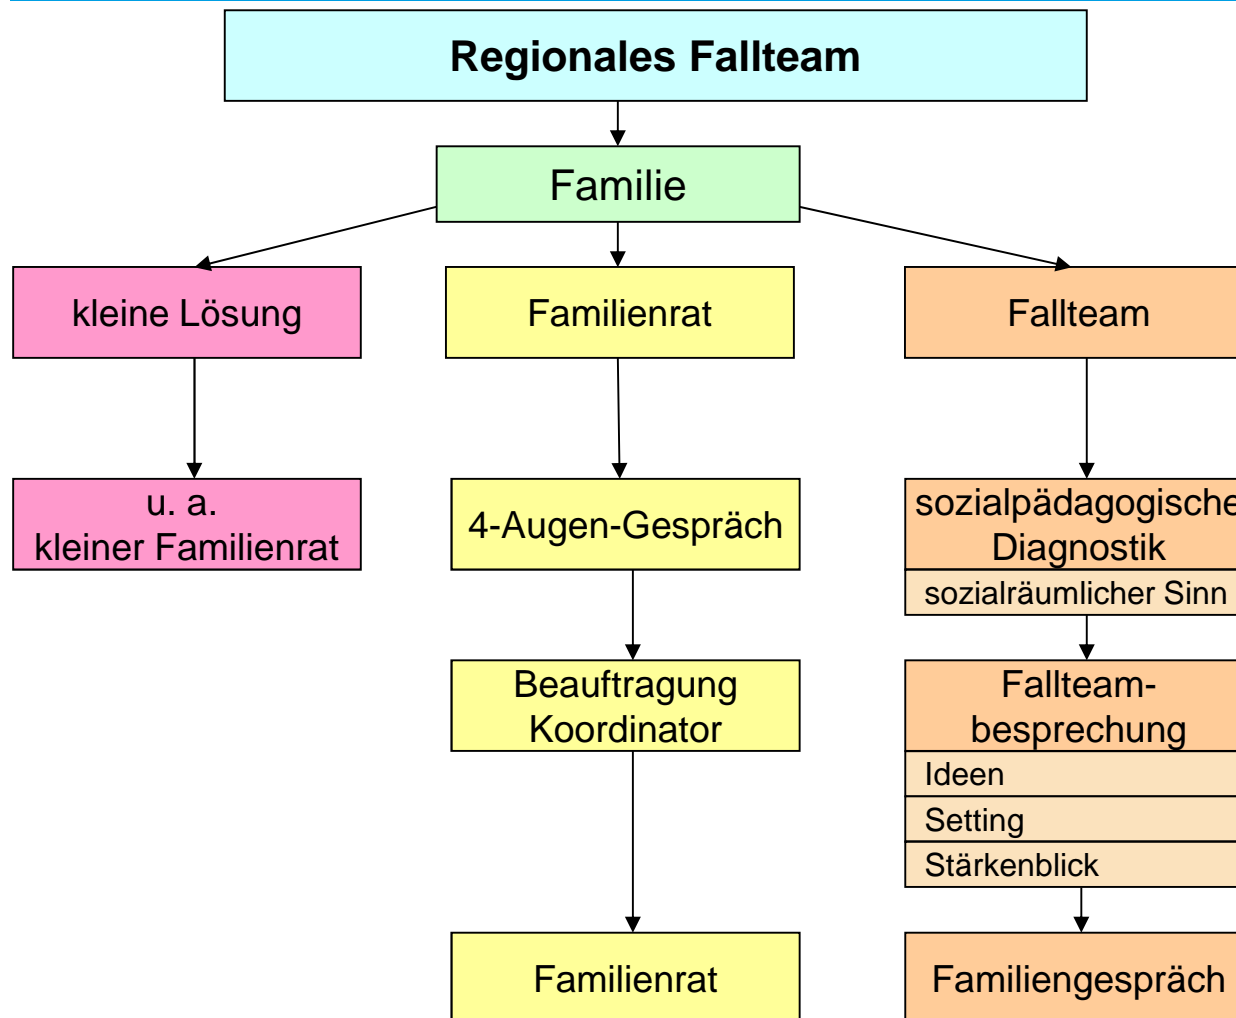 Regionales Fallteam
Familie
kleine Lösung
Familienrat
Fallteam
u. a.
kleiner Familienrat
4-Augen-Gespräch
sozialpädagogische
Diagnostik
sozialräumlicher Sinn
Beauftragung
Koordinator
Fallteam-
besprechung
Ideen
Setting
Stärkenblick
Familienrat
Familiengespräch